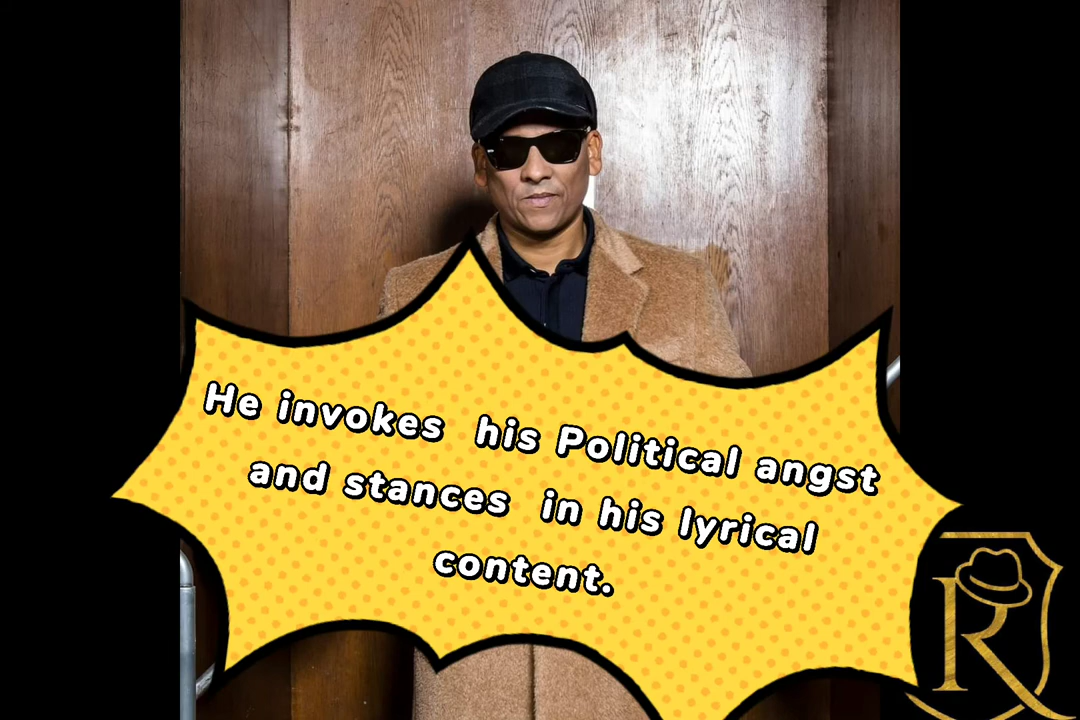 He invokes  his Political angst
and stances  in his lyrical
content.
R